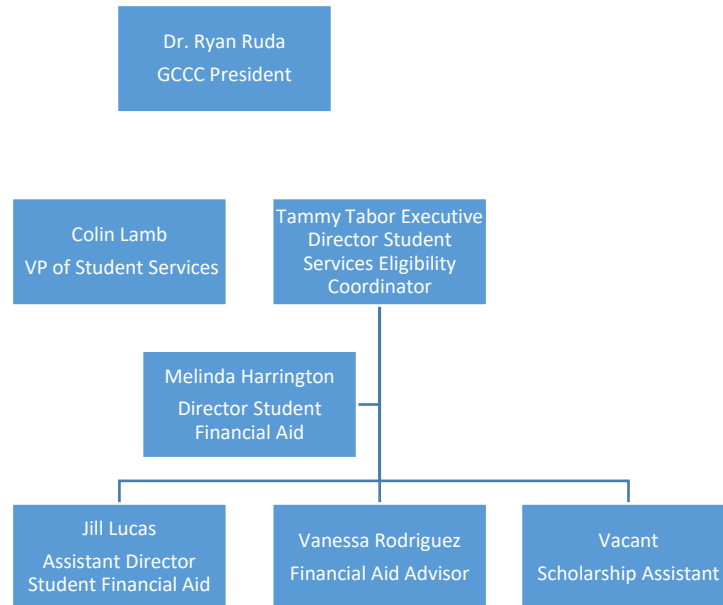 Dr. Ryan Ruda
GCCC President
Colin Lamb
VP of Student Services
Tammy Tabor Executive
Director Student
Services Eligibility
Coordinator
Melinda Harrington
Director Student
Financial Aid
Jill Lucas
Assistant Director
Student Financial Aid
Vanessa Rodriguez
Financial Aid Advisor
Vacant
Scholarship Assistant